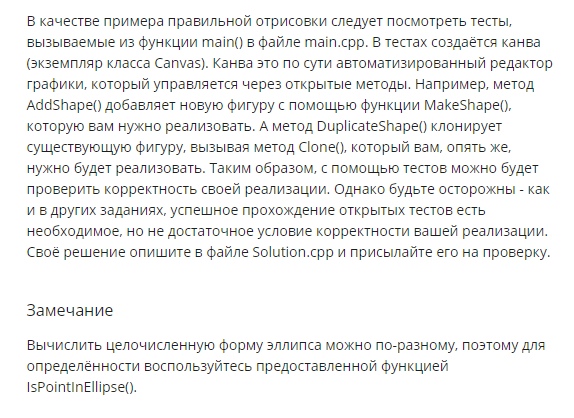 В качестве примера правильной отрисовки следует посмотреть тесты,
вызываемые из функции main() в файле main.cpp. В тестах создаётся канва
(экземпляр класса Canvas). Канва это по сути автоматизированный редактор
графики, который управляется через открытые методы. Например, метод
AddShape() добавляет новую фигуру с помощью функции MakeShape(),
которую вам нужно реализовать. А метод DuplicateShape() клонирует
существующую фигуру, вызывая метод Clone(), который вам, опять же,
нужно будет реализовать. Таким образом, с помощью тестов можно будет
проверить корректность своей реализации. Однако будьте осторожны - как
и в других заданиях, успешное прохождение открытых тестов есть
необходимое, но не достаточное условие корректности вашей реализации.
Своё решение опишите в файле Solution.cpp и присылайте его на проверку.
Замечание
Вычислить целочисленную форму эллипса можно по-разному, поэтому для
определённости воспользуйтесь предоставленной функцией
IsPointInEllipse().